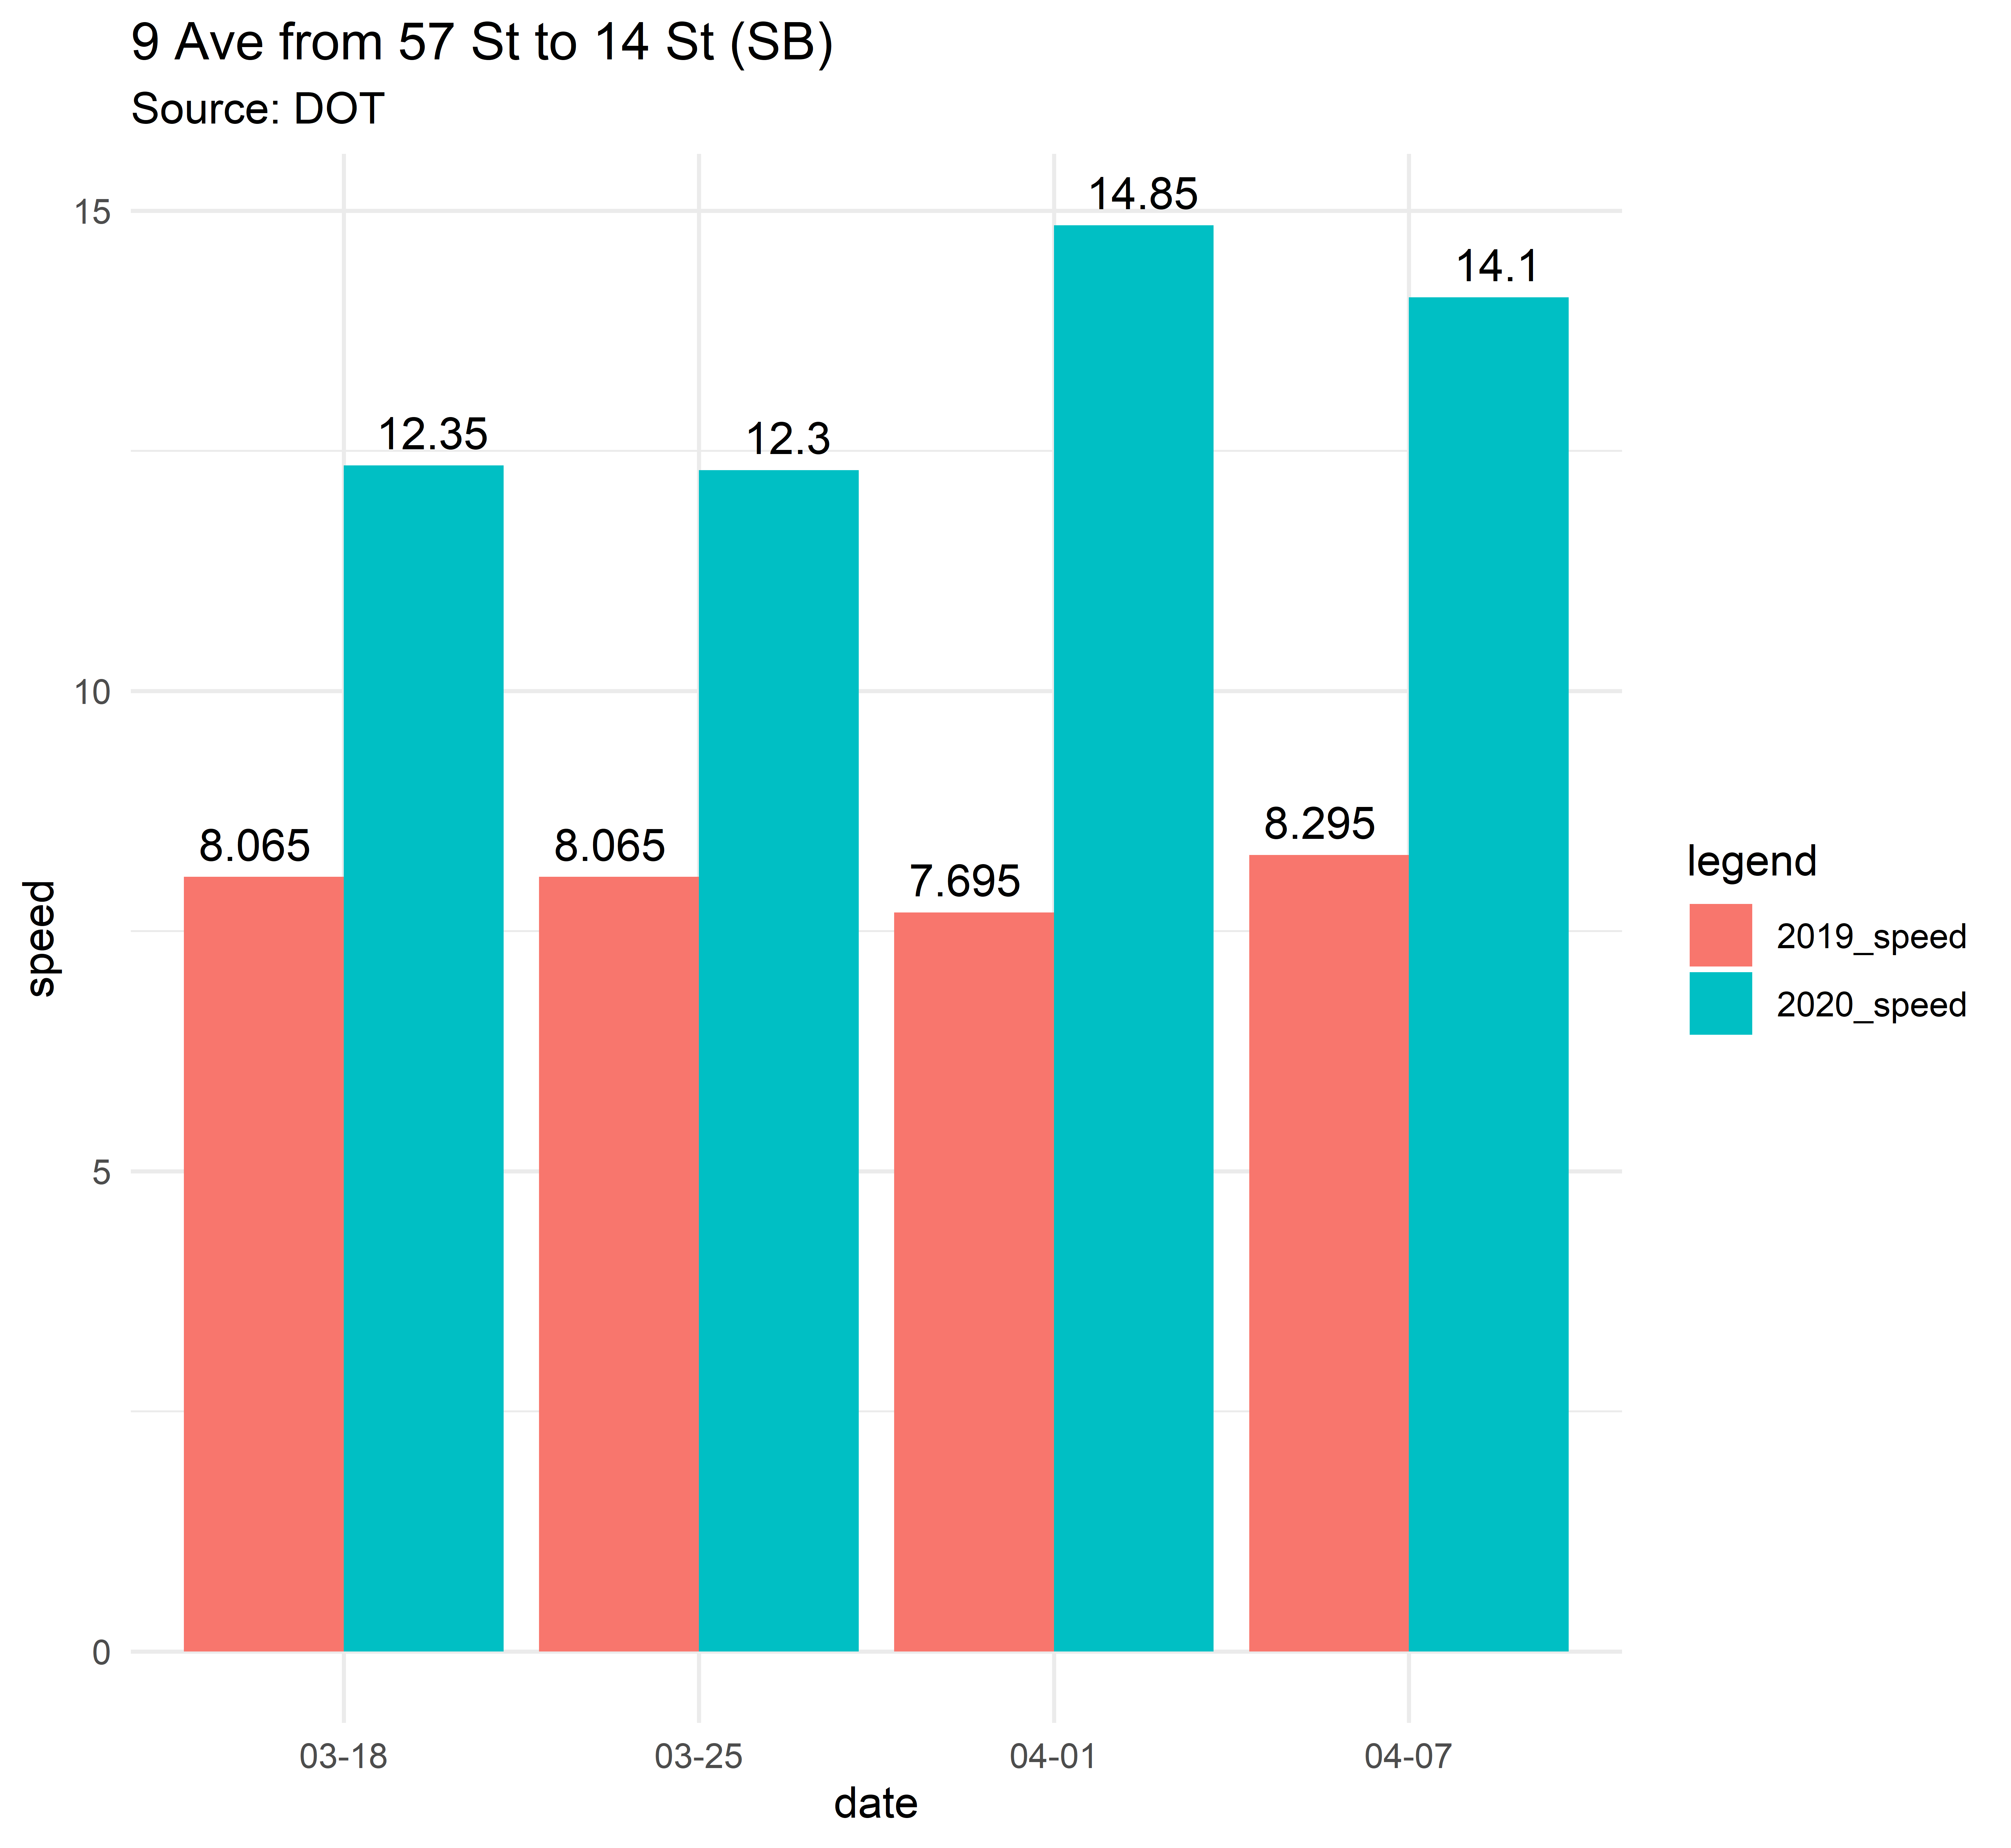 9 Ave from 57 St to 14 St (SB)
Source: DOT
15
10
5
0
speed
8.065
12.35
8.065
12.3
7.695
14.85
8.295
14.1
03-18
03-25
04-01
04-07
date
legend
2019_speed
2020_speed